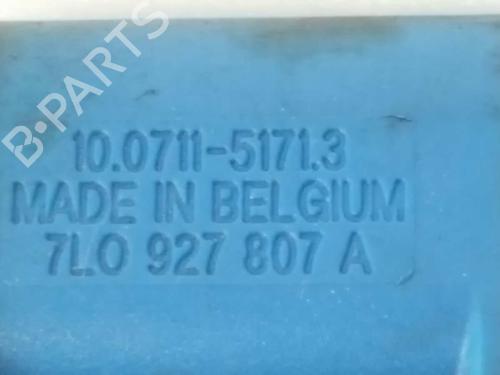 B-PARTS
10.0711-5171.3
MADE IN BELGIUM
7L0 927 807 A